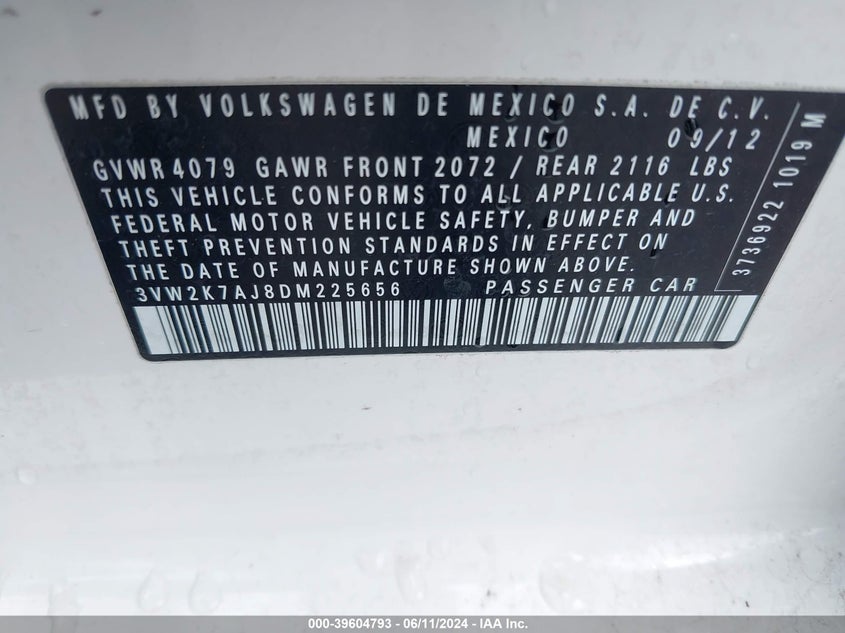 MFD BY VOLKSWAGEN DE MEXICO S.A. DE C.V.
MEXICO 09/12
GVWR 4079 GAWR FRONT 2072 / REAR 2116 LBS
THIS VEHICLE CONFORMS TO ALL APPLICABLE U.S.
FEDERAL MOTOR VEHICLE SAFETY, BUMPER AND
THEFT PREVENTION STANDARDS IN EFFECT ON
THE DATE OF MANUFACTURE SHOWN ABOVE.
3VW2K7AJ8DM225656 PASSENGER CAR
3736922 1019 M
000-39604793 - 06/11/2024 - IAA Inc.